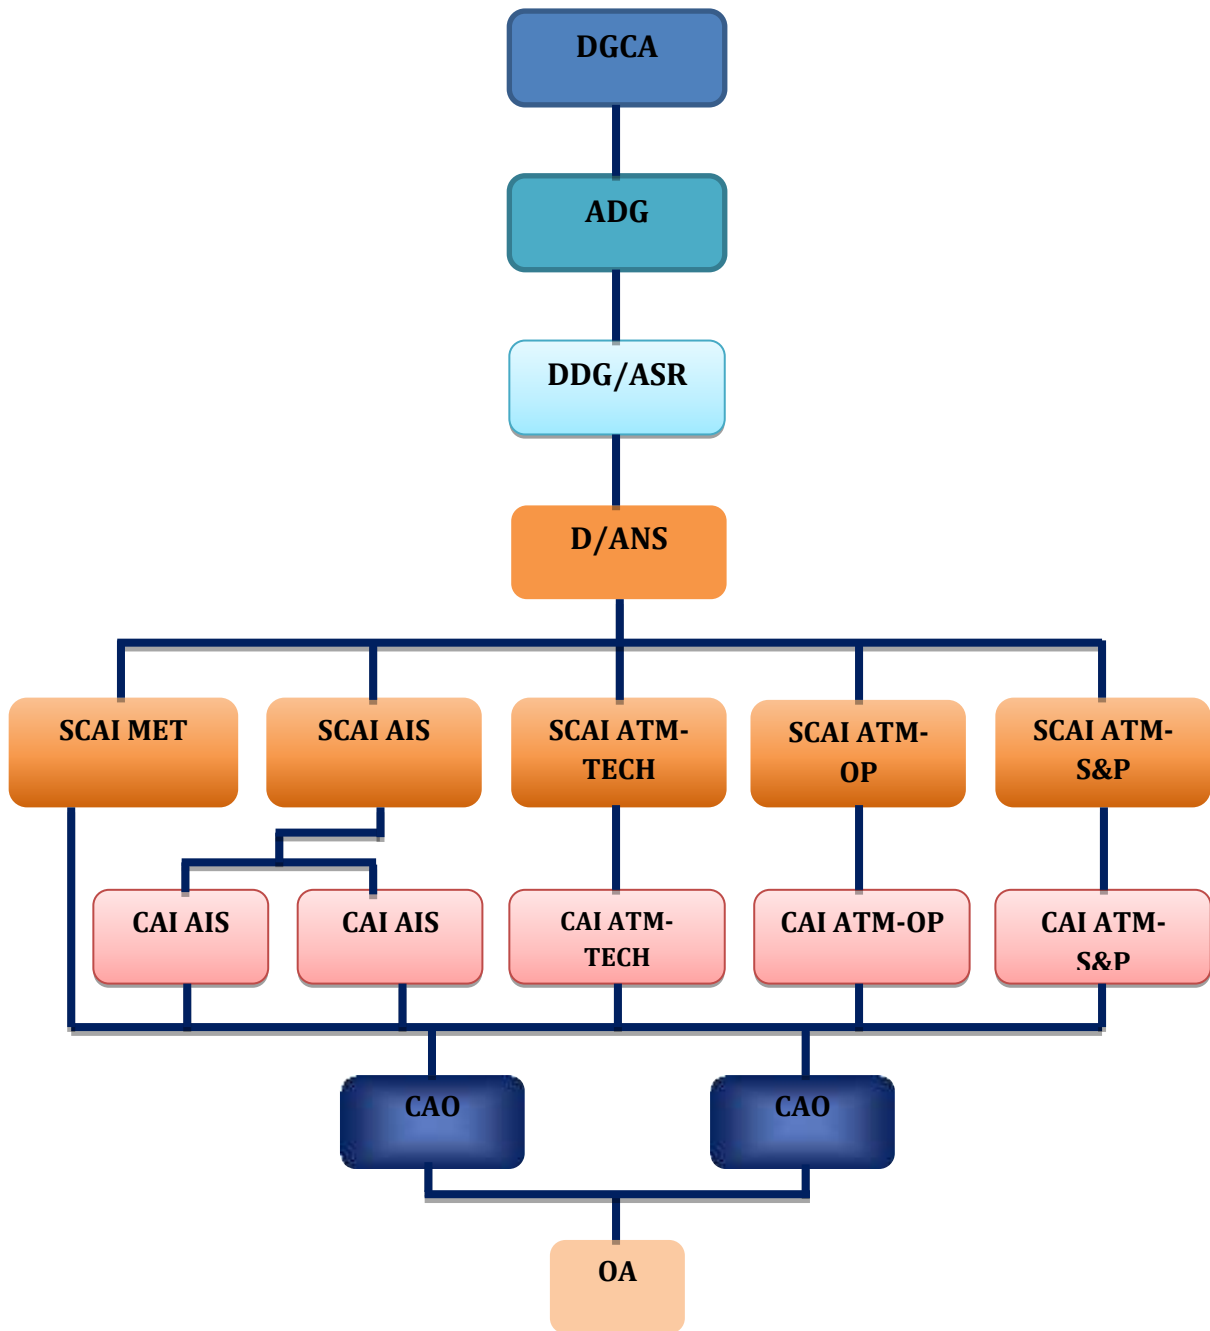 DGCA
ADG
DDG/ASR
D/ANS
SCAI MET
SCAI AIS
SCAI ATM-
TECH
SCAI ATM-
OP
SCAI ATM-
S&P
CAI AIS
CAI AIS
CAI ATM-
TECH
CAI ATM-OP
CAI ATM-
S&P
CAO
CAO
OA